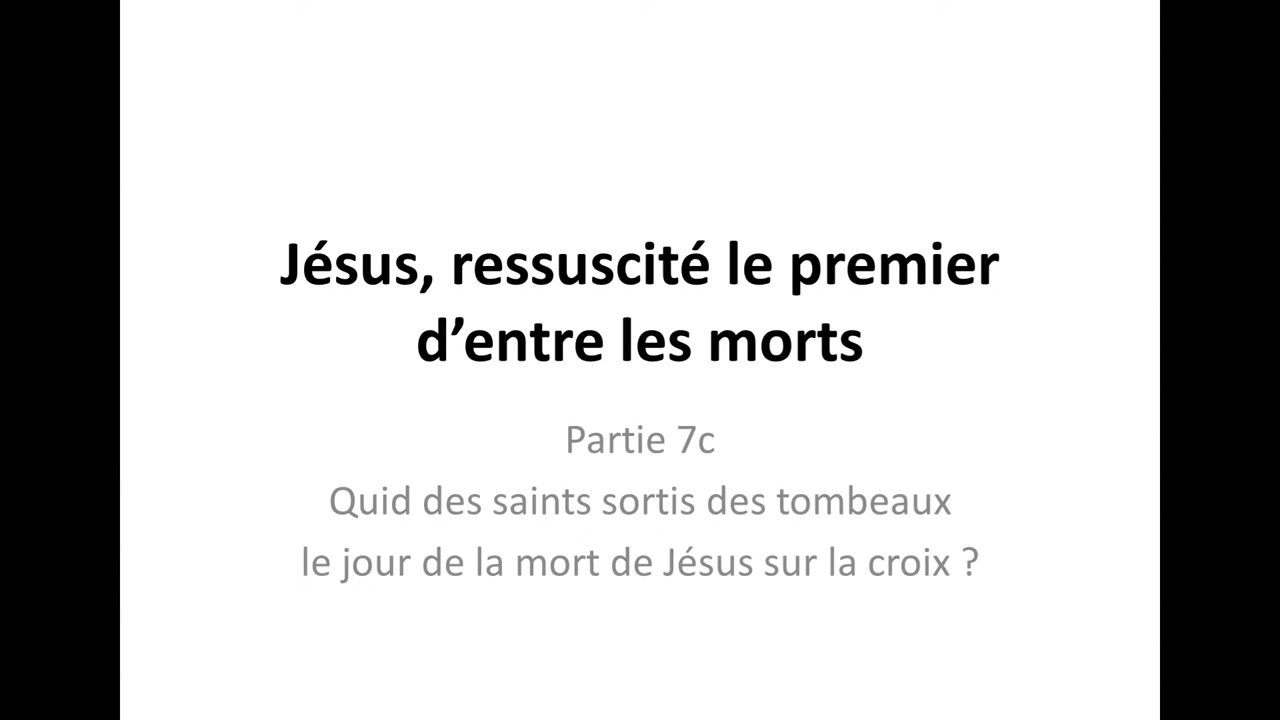 Jésus, ressuscité le premier
d’entre les morts
Partie 7c
Quid des saints sortis des tombeaux
le jour de la mort de Jésus sur la croix ?